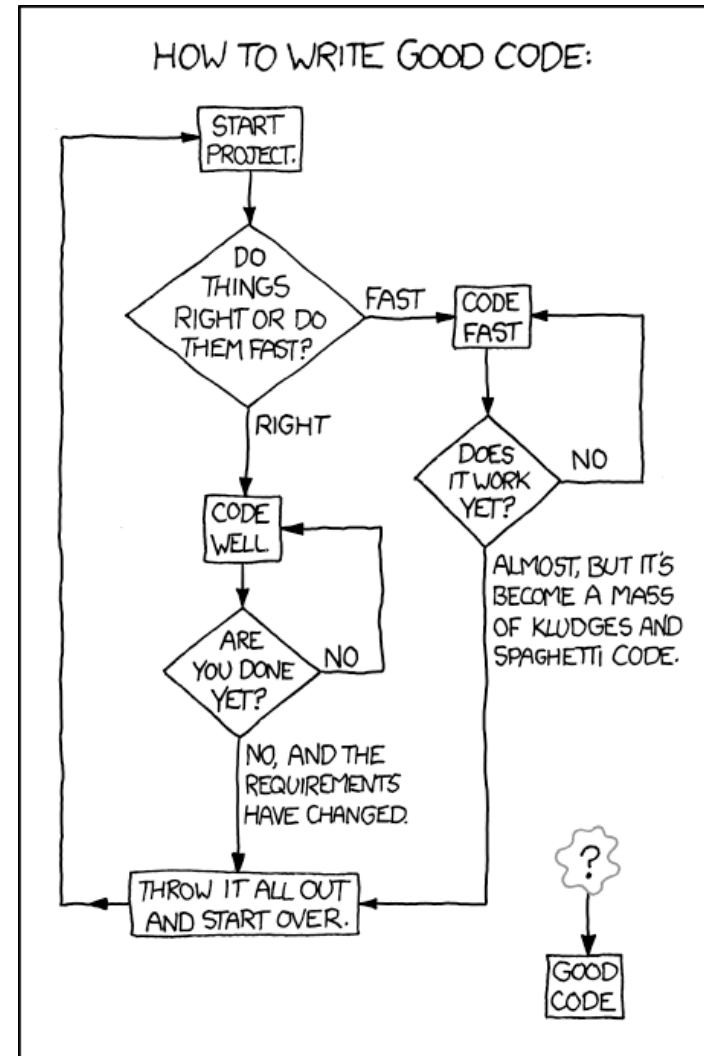 HOW TO WRITE GOOD CODE:
START
PROJECT.
DO
THINGS
RIGHT OR DO
THEM FAST?
FAST
CODE
FAST
RIGHT
DOES
IT WORK
YET?
NO
CODE
WELL
ALMOST, BUT IT'S
BECOME A MASS
OF KLUDGES AND
SPAGHETTI CODE.
ARE
YOU DONE
YET?
NO
NO, AND THE
REQUIREMENTS
HAVE CHANGED.
THROW IT ALL OUT
AND START OVER.
?
GOOD
CODE